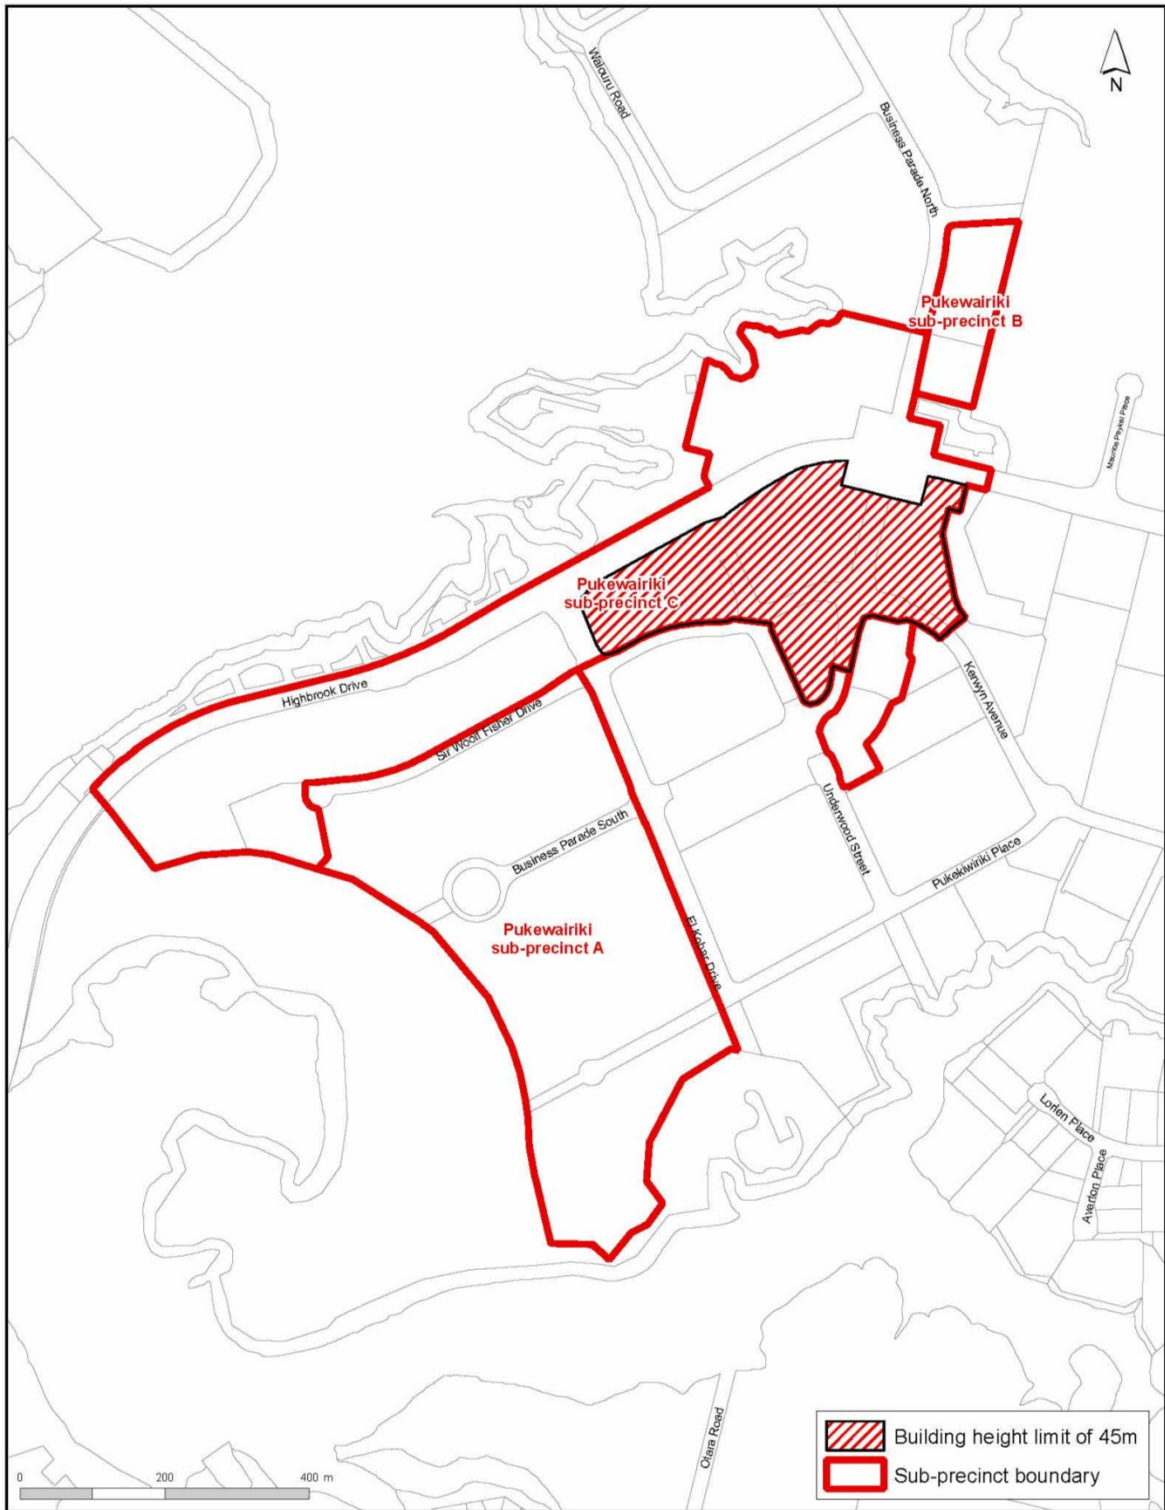 Waiouru Road
Business Parade North
N
Pukewairiki
sub-precinct B
Maurice Paykel Place
Pukewairiki
sub-precinct C
Highbrook Drive
Sir Woolf Fisher Drive
Kerwyn Avenue
Underwood Street
Business Parade South
Pukekiwiriki Place
Pukewairiki
sub-precinct A
El Kobar Drive
Lorien Place
Averton Place
Otara Road
Building height limit of 45m
Sub-precinct boundary
0 200 400 m